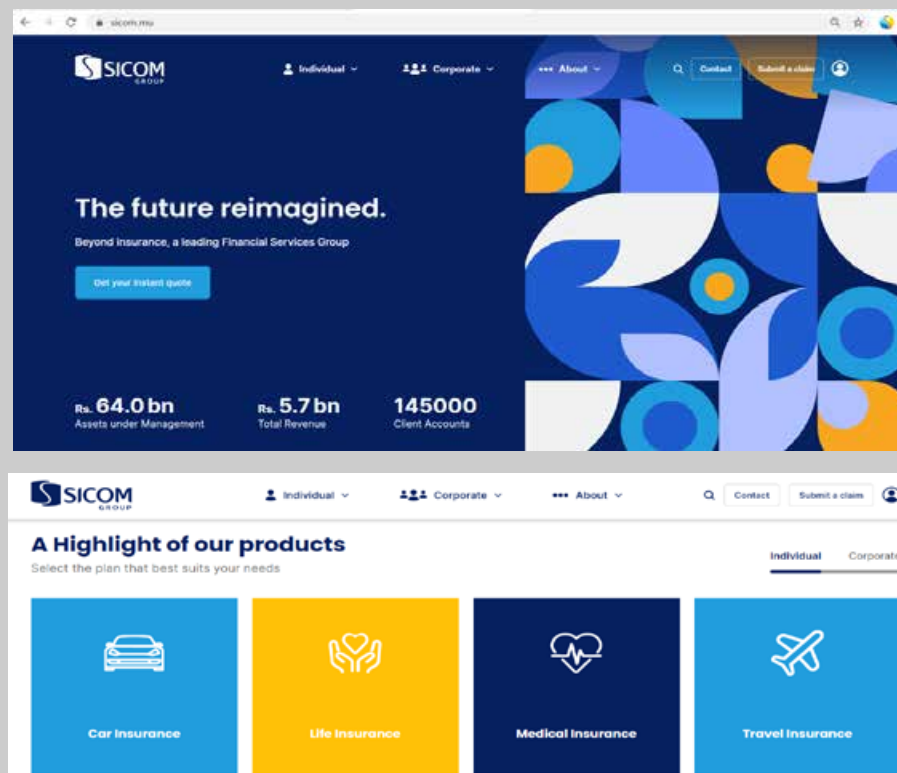 sicom.mu
SICOM
GROUP
Individual
Corporate
About
Contact
Submit a claim
The future reimagined.
Beyond Insurance, a leading Financial Services Group
Get your instant quote
Rs. 64.0 bn
Rs. 5.7 bn
145000
Assets under Management
Total Revenue
Client Accounts
SICOM
GROUP
Individual
Corporate
About
Contact
Submit a claim
A Highlight of our products
Select the plan that best suits your needs
Individual
Corporate
Car Insurance
Life Insurance
Medical Insurance
Travel Insurance